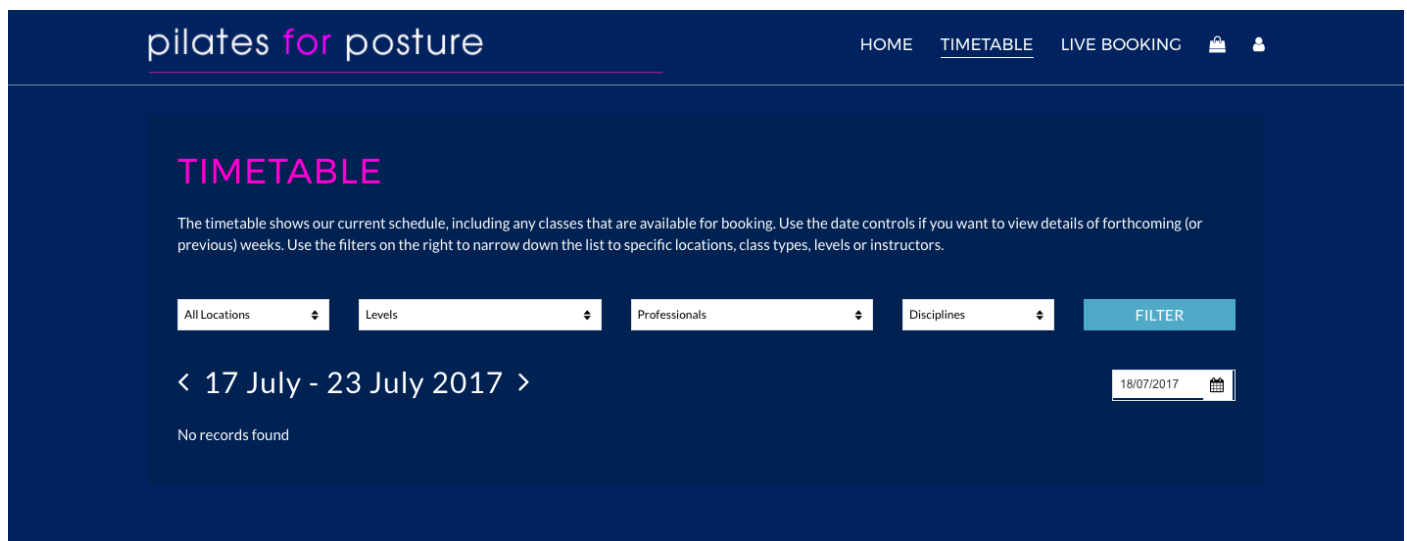 pilates for posture
HOME TIMETABLE LIVE BOOKING
TIMETABLE
The timetable shows our current schedule, including any classes that are available for booking. Use the date controls if you want to view details of forthcoming (or
previous) weeks. Use the filters on the right to narrow down the list to specific locations, class types, levels or instructors.
All Locations Levels Professionals Disciplines FILTER
< 17 July - 23 July 2017 > 18/07/2017
No records found